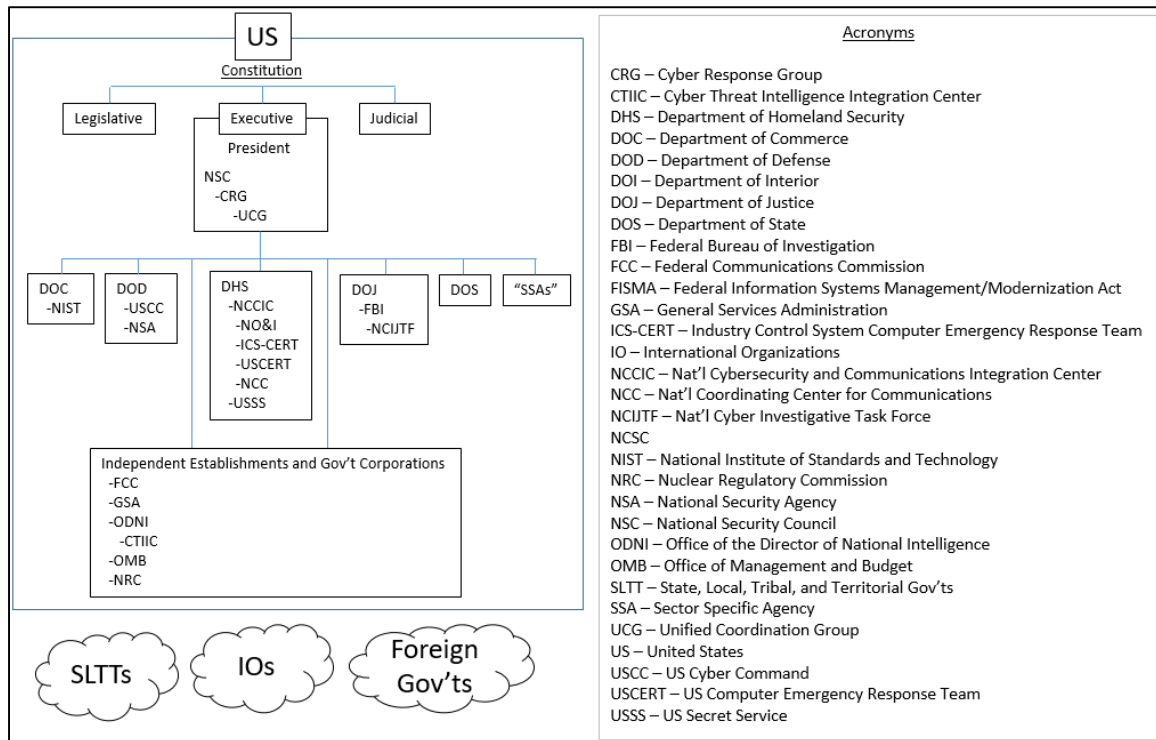 US
Constitution
Legislative
Executive
Judicial
President
NSC
-CRG
-UCG
DOC
-NIST
DOD
-USCC
-NSA
DHS
-NCCIC
-NO&I
-ICS-CERT
-USCERT
-NCC
-USSS
DOJ
-FBI
-NCIJTF
DOS
“SSAs”
Independent Establishments and Gov’t Corporations
-FCC
-GSA
-ODNI
-CTIIC
-OMB
-NRC
SLTTs
IOs
Foreign
Gov’ts
Acronyms
CRG – Cyber Response Group
CTIIC – Cyber Threat Intelligence Integration Center
DHS – Department of Homeland Security
DOC – Department of Commerce
DOD – Department of Defense
DOI – Department of Interior
DOJ – Department of Justice
DOS – Department of State
FBI – Federal Bureau of Investigation
FCC – Federal Communications Commission
FISMA – Federal Information Systems Management/Modernization Act
GSA – General Services Administration
ICS-CERT – Industry Control System Computer Emergency Response Team
IO – International Organizations
NCCIC – Nat’l Cybersecurity and Communications Integration Center
NCC – Nat’l Coordinating Center for Communications
NCIJTF – Nat’l Cyber Investigative Task Force
NCSC
NIST – National Institute of Standards and Technology
NRC – Nuclear Regulatory Commission
NSA – National Security Agency
NSC – National Security Council
ODNI – Office of the Director of National Intelligence
OMB – Office of Management and Budget
SLTT – State, Local, Tribal, and Territorial Gov’ts
SSA – Sector Specific Agency
UCG – Unified Coordination Group
US – United States
USCC – US Cyber Command
USCERT – US Computer Emergency Response Team
USSS – US Secret Service